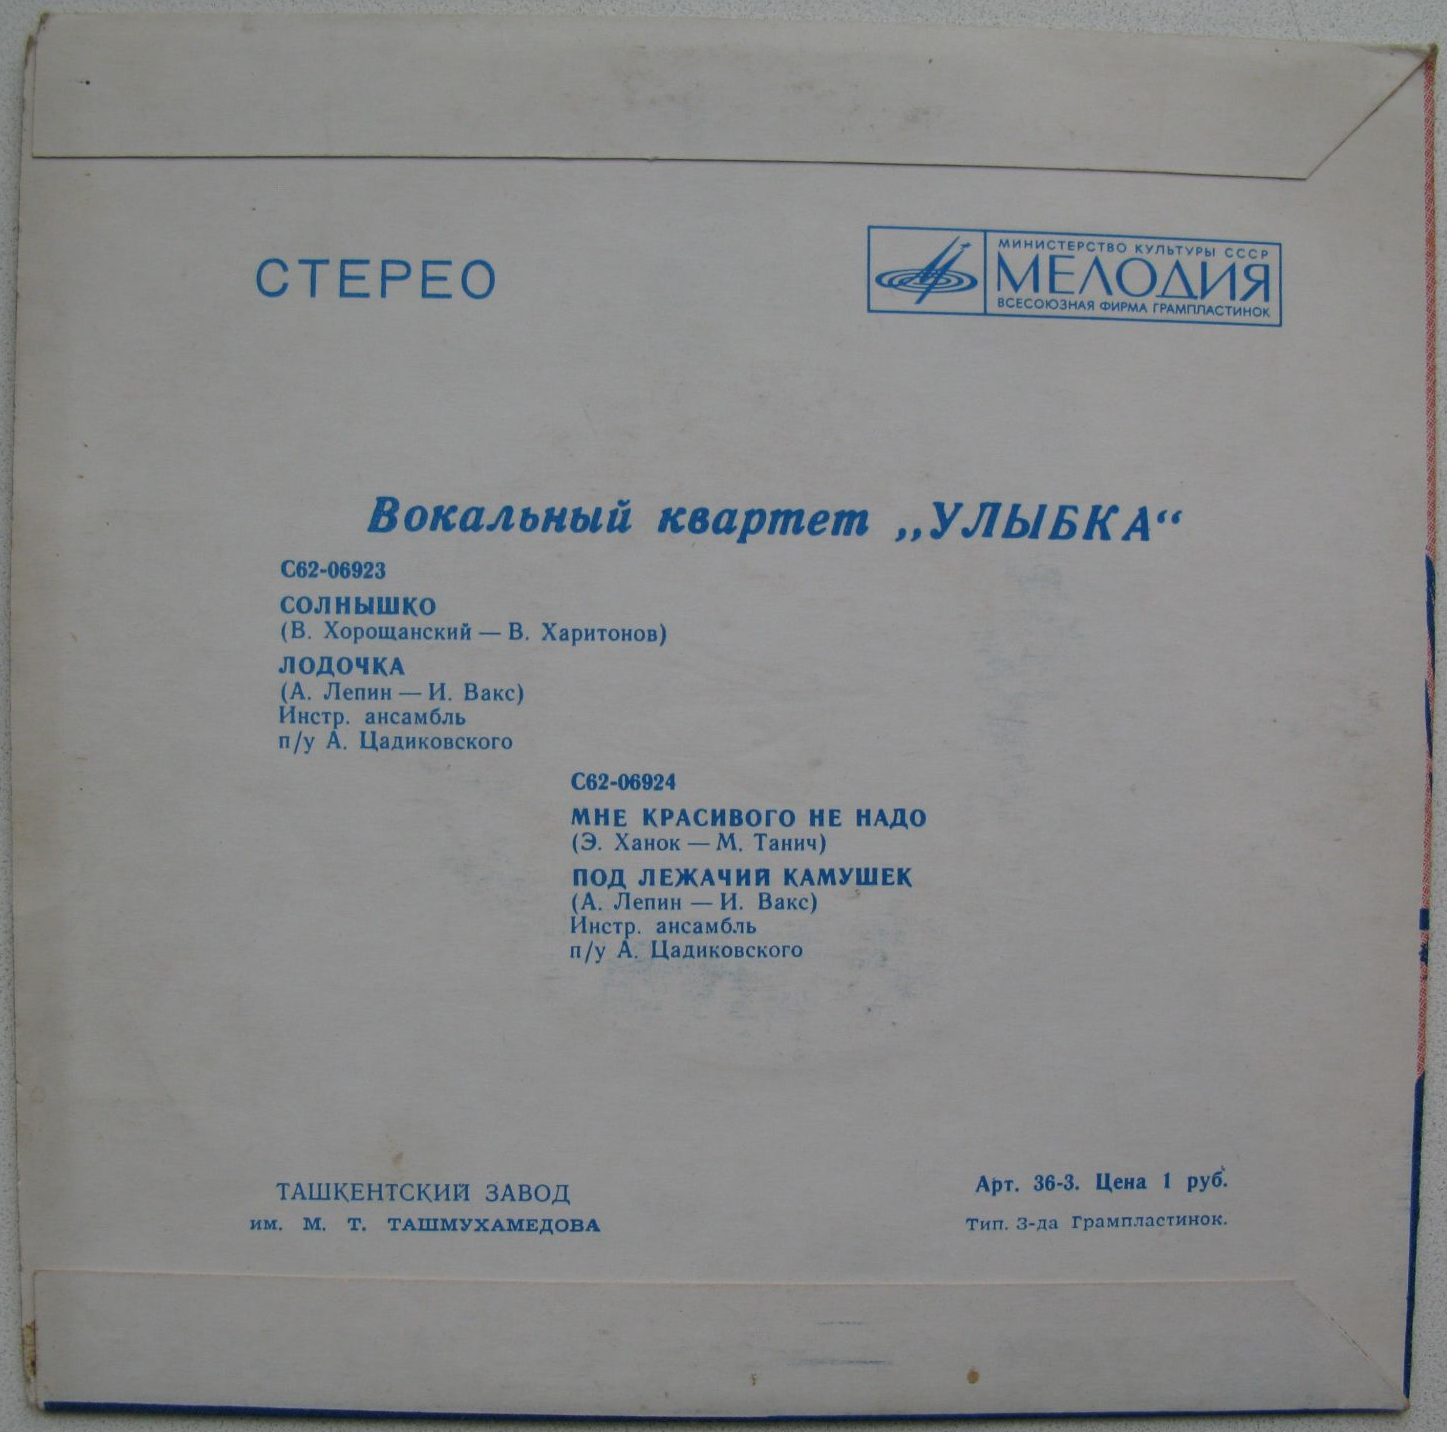 СТЕРЕО
МИНИСТЕРСТВО КУЛЬТУРЫ СССР
МЕЛОДИЯ
ВСЕСОЮЗНАЯ ФИРМА ГРАМПЛАСТИНОК
Вокальный квартет „УЛЫБКА“
С62-06923
СОЛНЫШКО
(В. Хорощанский — В. Харитонов)
ЛОДОЧКА
(А. Лепин — И. Вакс)
Инстр. ансамбль
п/у А. Цадиковского
С62-06924
МНЕ КРАСИВОГО НЕ НАДО
(Э. Ханок — М. Танич)
ПОД ЛЕЖАЧИЙ КАМУШЕК
(А. Лепин — И. Вакс)
Инстр. ансамбль
п/у А. Цадиковского
ТАШКЕНТСКИЙ ЗАВОД
им. М. Т. ТАШМУХАМЕДОВА
Арт. 36-3. Цена 1 руб.
Тип. З-да Грампластинок.